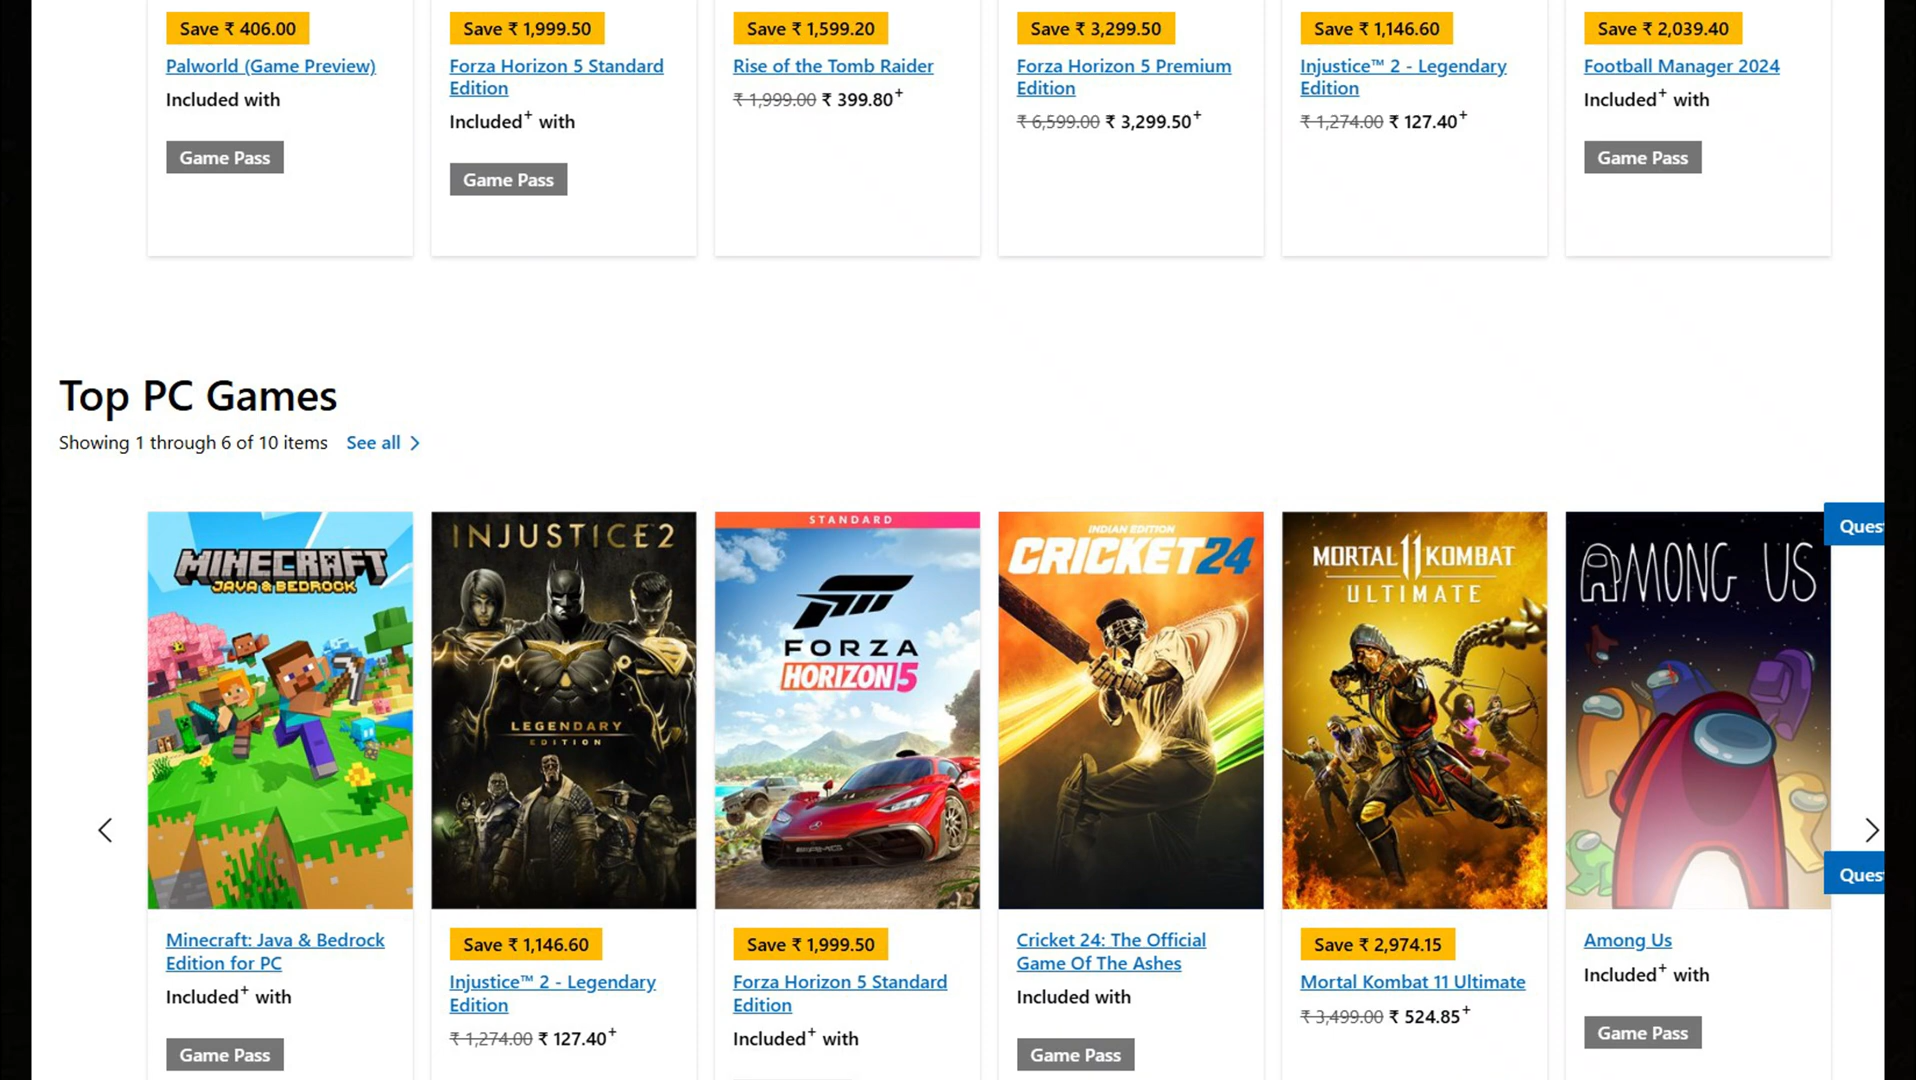 Save ₹ 406.00
Palworld (Game Preview)
Included with
Game Pass
Save ₹ 1,999.50
Forza Horizon 5 Standard
Edition
Included+ with
Game Pass
Save ₹ 1,599.20
Rise of the Tomb Raider
₹ 1,999.00 ₹ 399.80+
Save ₹ 3,299.50
Forza Horizon 5 Premium
Edition
₹ 6,599.00 ₹ 3,299.50+
Save ₹ 1,146.60
Injustice™ 2 - Legendary
Edition
₹ 1,274.00 ₹ 127.40+
Save ₹ 2,039.40
Football Manager 2024
Included+ with
Game Pass
Top PC Games
Showing 1 through 6 of 10 items See all
MINECRAFT
JAVA & BEDROCK
INJUSTICE 2
LEGENDARY
EDITION
STANDARD
FORZA
HORIZON 5
INDIAN EDITION
CRICKET 24
MORTAL 11 KOMBAT
ULTIMATE
AMONG US
Ques
Ques
Minecraft: Java & Bedrock
Edition for PC
Included+ with
Game Pass
Save ₹ 1,146.60
Injustice™ 2 - Legendary
Edition
₹ 1,274.00 ₹ 127.40+
Save ₹ 1,999.50
Forza Horizon 5 Standard
Edition
Included+ with
Cricket 24: The Official
Game Of The Ashes
Included with
Game Pass
Save ₹ 2,974.15
Mortal Kombat 11 Ultimate
₹ 3,499.00 ₹ 524.85+
Among Us
Included+ with
Game Pass